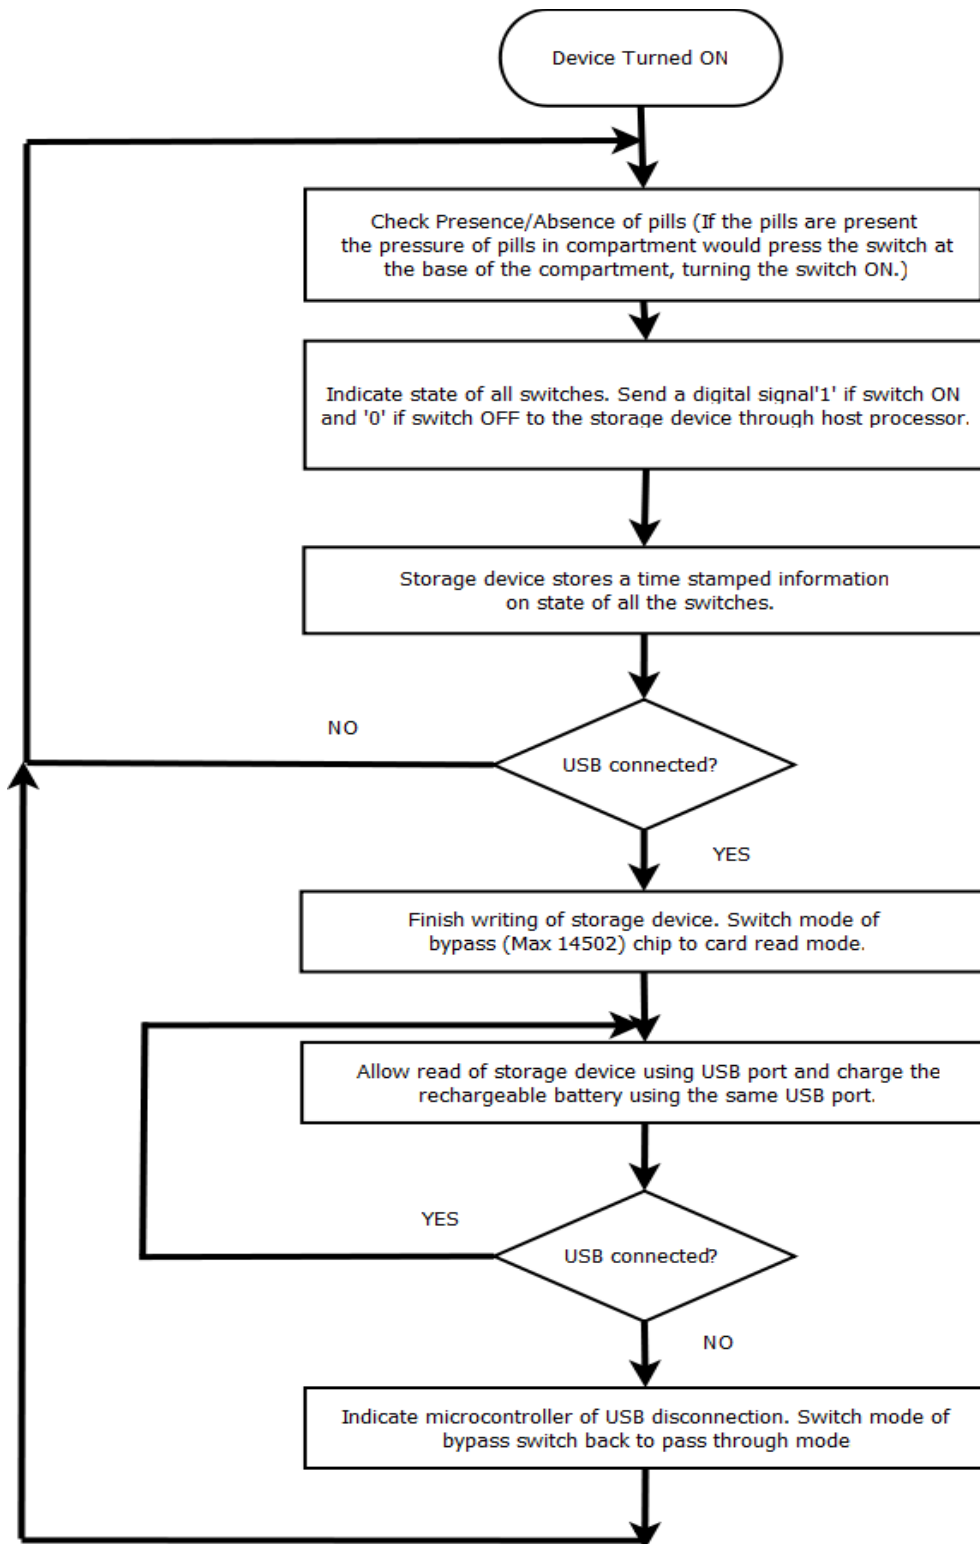 Device Turned ON
Check Presence/Absence of pills (If the pills are present
the pressure of pills in compartment would press the switch at
the base of the compartment, turning the switch ON.)
Indicate state of all switches. Send a digital signal'1' if switch ON
and '0' if switch OFF to the storage device through host processor.
Storage device stores a time stamped information
on state of all the switches.
NO
USB connected?
YES
Finish writing of storage device. Switch mode of
bypass (Max 14502) chip to card read mode.
Allow read of storage device using USB port and charge the
rechargeable battery using the same USB port.
YES
USB connected?
NO
Indicate microcontroller of USB disconnection. Switch mode of
bypass switch back to pass through mode